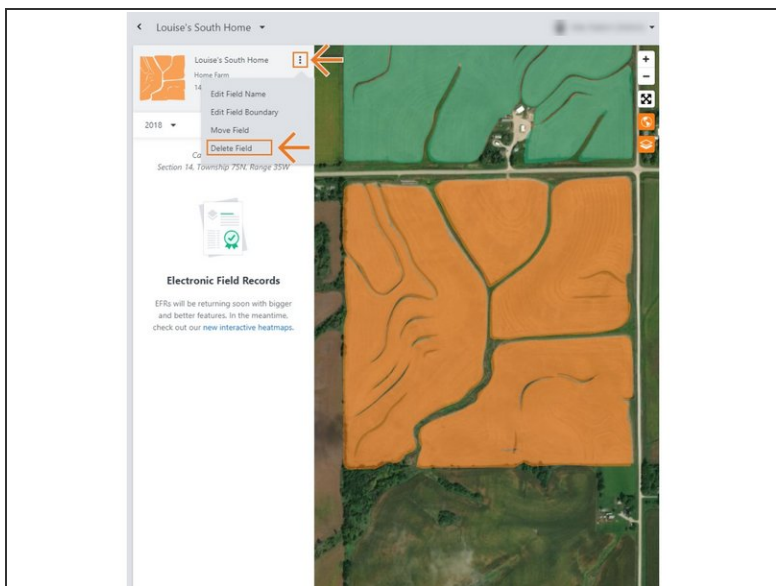 Louise's South Home
Louise's South Home
Home Farm
14
Edit Field Name
Edit Field Boundary
Move Field
Delete Field
2018
Ca
Section 14, Township 75N, Range 35W
Electronic Field Records
EFRs will be returning soon with bigger
and better features. In the meantime,
check out our new interactive heatmaps.